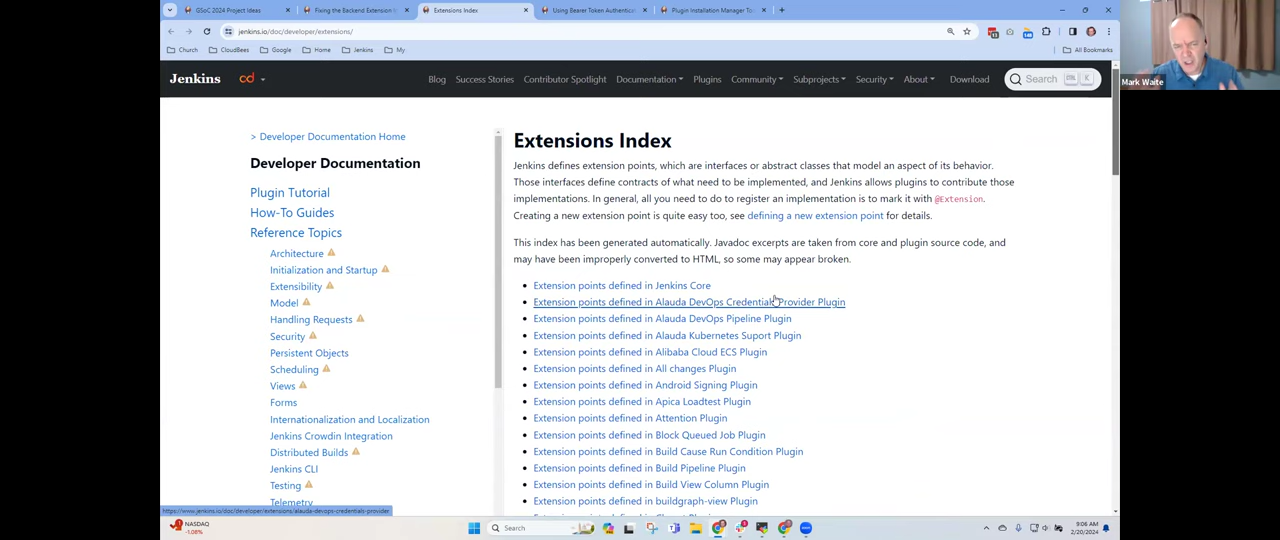 GSoC 2024 Project Ideas
Fixing the Backend Extension In
Extensions Index
Using Bearer Token Authenticat
Plugin Installation Manager To
jenkins.io/doc/developer/extensions/
Church
CloudBees
Google
Home
Jenkins
My
All Bookmarks
Mark Waite
Jenkins
cd
Blog
Success Stories
Contributor Spotlight
Documentation
Plugins
Community
Subprojects
Security
About
Download
Search
K
> Developer Documentation Home
Developer Documentation
Plugin Tutorial
How-To Guides
Reference Topics
Architecture
Initialization and Startup
Extensibility
Model
Handling Requests
Security
Persistent Objects
Scheduling
Views
Forms
Internationalization and Localization
Jenkins Crowdin Integration
Distributed Builds
Jenkins CLI
Testing
Telemetry
Extensions Index
Jenkins defines extension points, which are interfaces or abstract classes that model an aspect of its behavior.
Those interfaces define contracts of what need to be implemented, and Jenkins allows plugins to contribute those
implementations. In general, all you need to do to register an implementation is to mark it with @Extension.
Creating a new extension point is quite easy too, see defining a new extension point for details.
This index has been generated automatically. Javadoc excerpts are taken from core and plugin source code, and
may have been improperly converted to HTML, so some may appear broken.
Extension points defined in Jenkins Core
Extension points defined in Alauda DevOps Credentials Provider Plugin
Extension points defined in Alauda DevOps Pipeline Plugin
Extension points defined in Alauda Kubernetes Suport Plugin
Extension points defined in Alibaba Cloud ECS Plugin
Extension points defined in All changes Plugin
Extension points defined in Android Signing Plugin
Extension points defined in Apica Loadtest Plugin
Extension points defined in Attention Plugin
Extension points defined in Block Queued Job Plugin
Extension points defined in Build Cause Run Condition Plugin
Extension points defined in Build Pipeline Plugin
Extension points defined in Build View Column Plugin
Extension points defined in buildgraph-view Plugin
https://www.jenkins.io/doc/developer/extensions/alauda-devops-credentials-provider
NASDAQ
-1.08%
Search
9:06 AM
2/20/2024